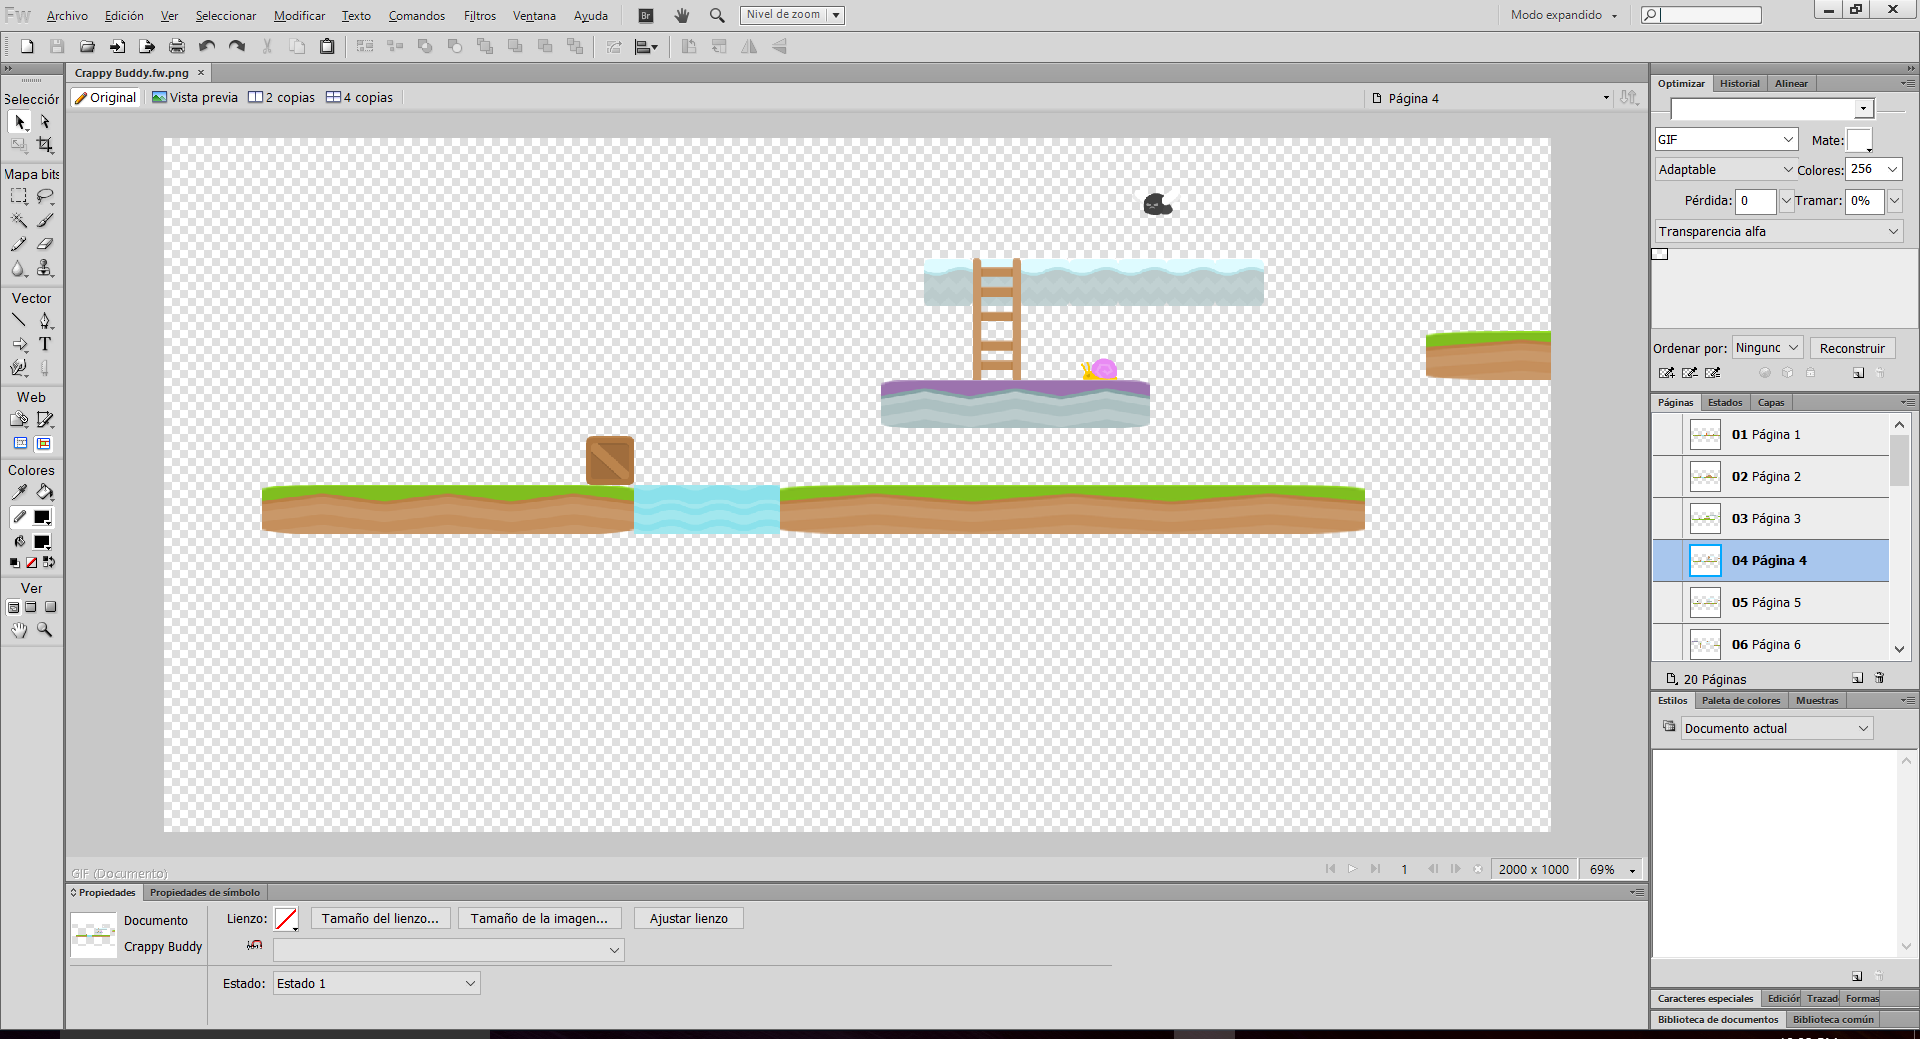 Fw Archivo Edición Ver Seleccionar Modificar Texto Comandos Filtros Ventana Ayuda Br Nivel de zoom Modo expandido
Crappy Buddy.fw.png ×
Original Vista previa 2 copias 4 copias Página 4
Selección
Mapa bits
Vector
T
Web
Colores
Ver
GIF (Documento) 1 2000 x 1000 69%
Propiedades Propiedades de símbolo
Documento
Crappy Buddy
Lienzo: Tamaño del lienzo... Tamaño de la imagen... Ajustar lienzo
Estado: Estado 1
Optimizar Historial Alinear
GIF Mate:
Adaptable Colores: 256
Pérdida: 0 Tramar: 0%
Transparencia alfa
Ordenar por: Ningunc Reconstruir
Páginas Estados Capas
01 Página 1
02 Página 2
03 Página 3
04 Página 4
05 Página 5
06 Página 6
20 Páginas
Estilos Paleta de colores Muestras
Documento actual
Caracteres especiales Edición Trazad Formas
Biblioteca de documentos Biblioteca común